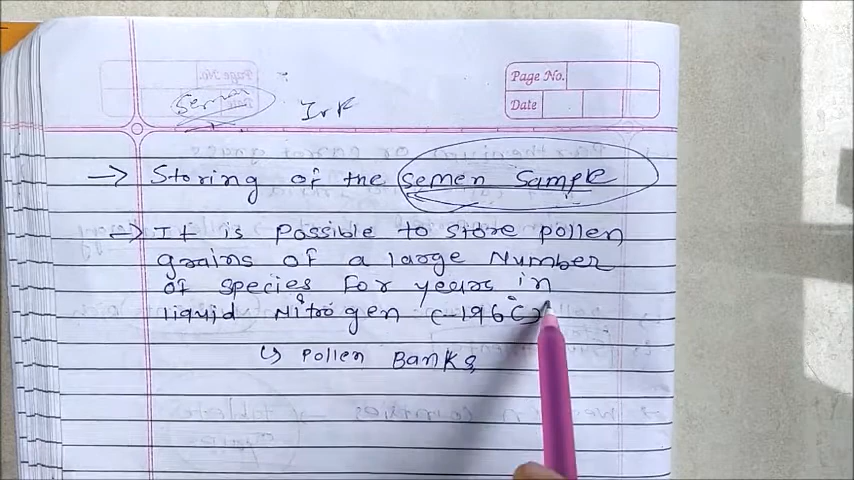 Page No.
Date
Semen
IVF
→ Storing of the Semen Sample
→ It is possible to store pollen
grains of a large Number
of species for years in
liquid Nitrogen (-196°C)
↳ Pollen Banks